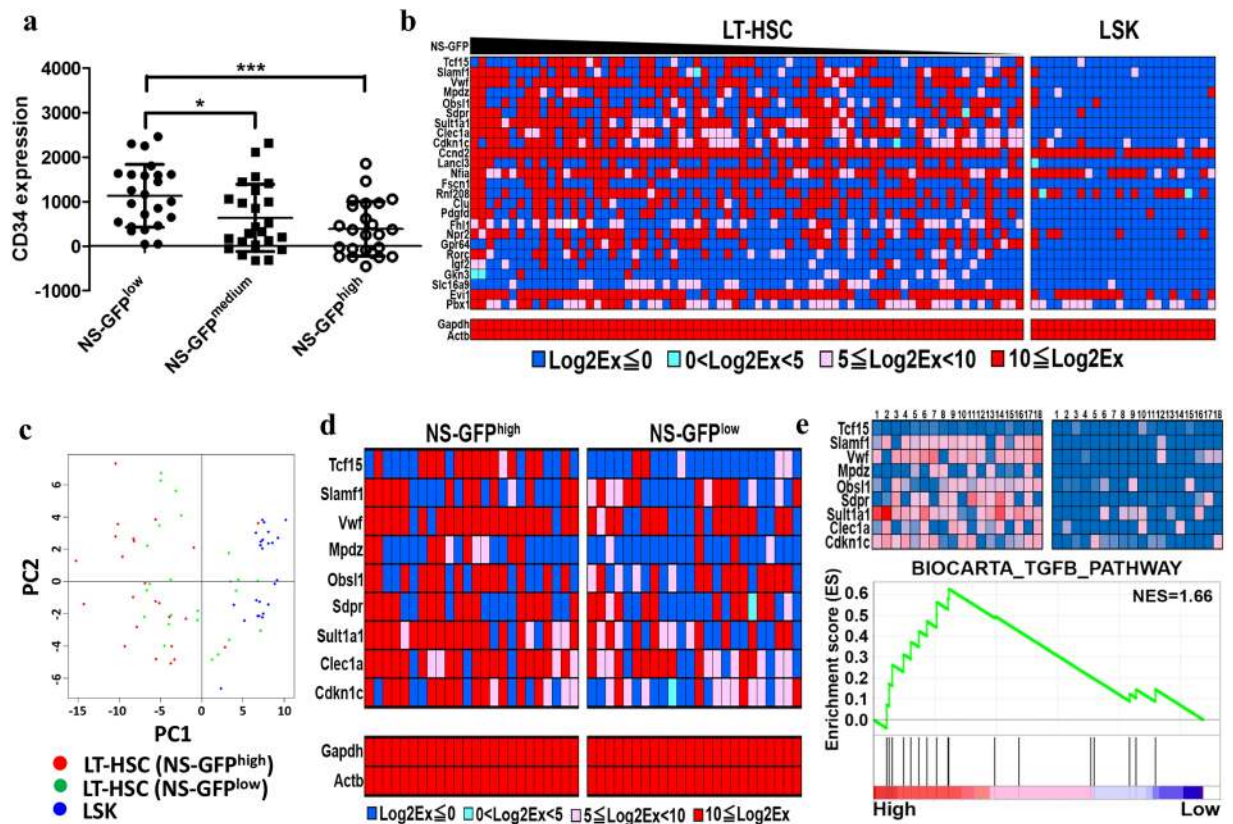 a
CD34 expression
4000
3000
2000
1000
0
-1000
***
*
NS-GFPlow
NS-GFPmedium
NS-GFPhigh
b
LT-HSC
LSK
NS-GFP
Tcf15
Slamf1
Vwf
Mpdz
Obsl1
Sdpr
Sult1a1
Clec1a
Cdkn1c
Ccnd2
Lancl3
Nfia
Fscn1
Rnf208
Clu
Pdgfd
Fhl1
Npr2
Gpr64
Rorc
Igf2
Gkn3
Slc16a9
Evi1
Pbx1
Gapdh
Actb
Log2Ex≦0 0<Log2Ex<5 5≦Log2Ex<10 10≦Log2Ex
c
PC2
6
4
2
0
-2
-4
-6
-15 -10 -5 0 5 10
PC1
LT-HSC (NS-GFPhigh)
LT-HSC (NS-GFPlow)
LSK
d
NS-GFPhigh
NS-GFPlow
Tcf15
Slamf1
Vwf
Mpdz
Obsl1
Sdpr
Sult1a1
Clec1a
Cdkn1c
Gapdh
Actb
Log2Ex≦0 0<Log2Ex<5 5≦Log2Ex<10 10≦Log2Ex
e
1 2 3 4 5 6 7 8 9 10 11 12 13 14 15 16 17 18
1 2 3 4 5 6 7 8 9 10 11 12 13 14 15 16 17 18
Tcf15
Slamf1
Vwf
Mpdz
Obsl1
Sdpr
Sult1a1
Clec1a
Cdkn1c
BIOCARTA_TGFB_PATHWAY
NES=1.66
Enrichment score (ES)
0.6
0.5
0.4
0.3
0.2
0.1
0.0
High
Low